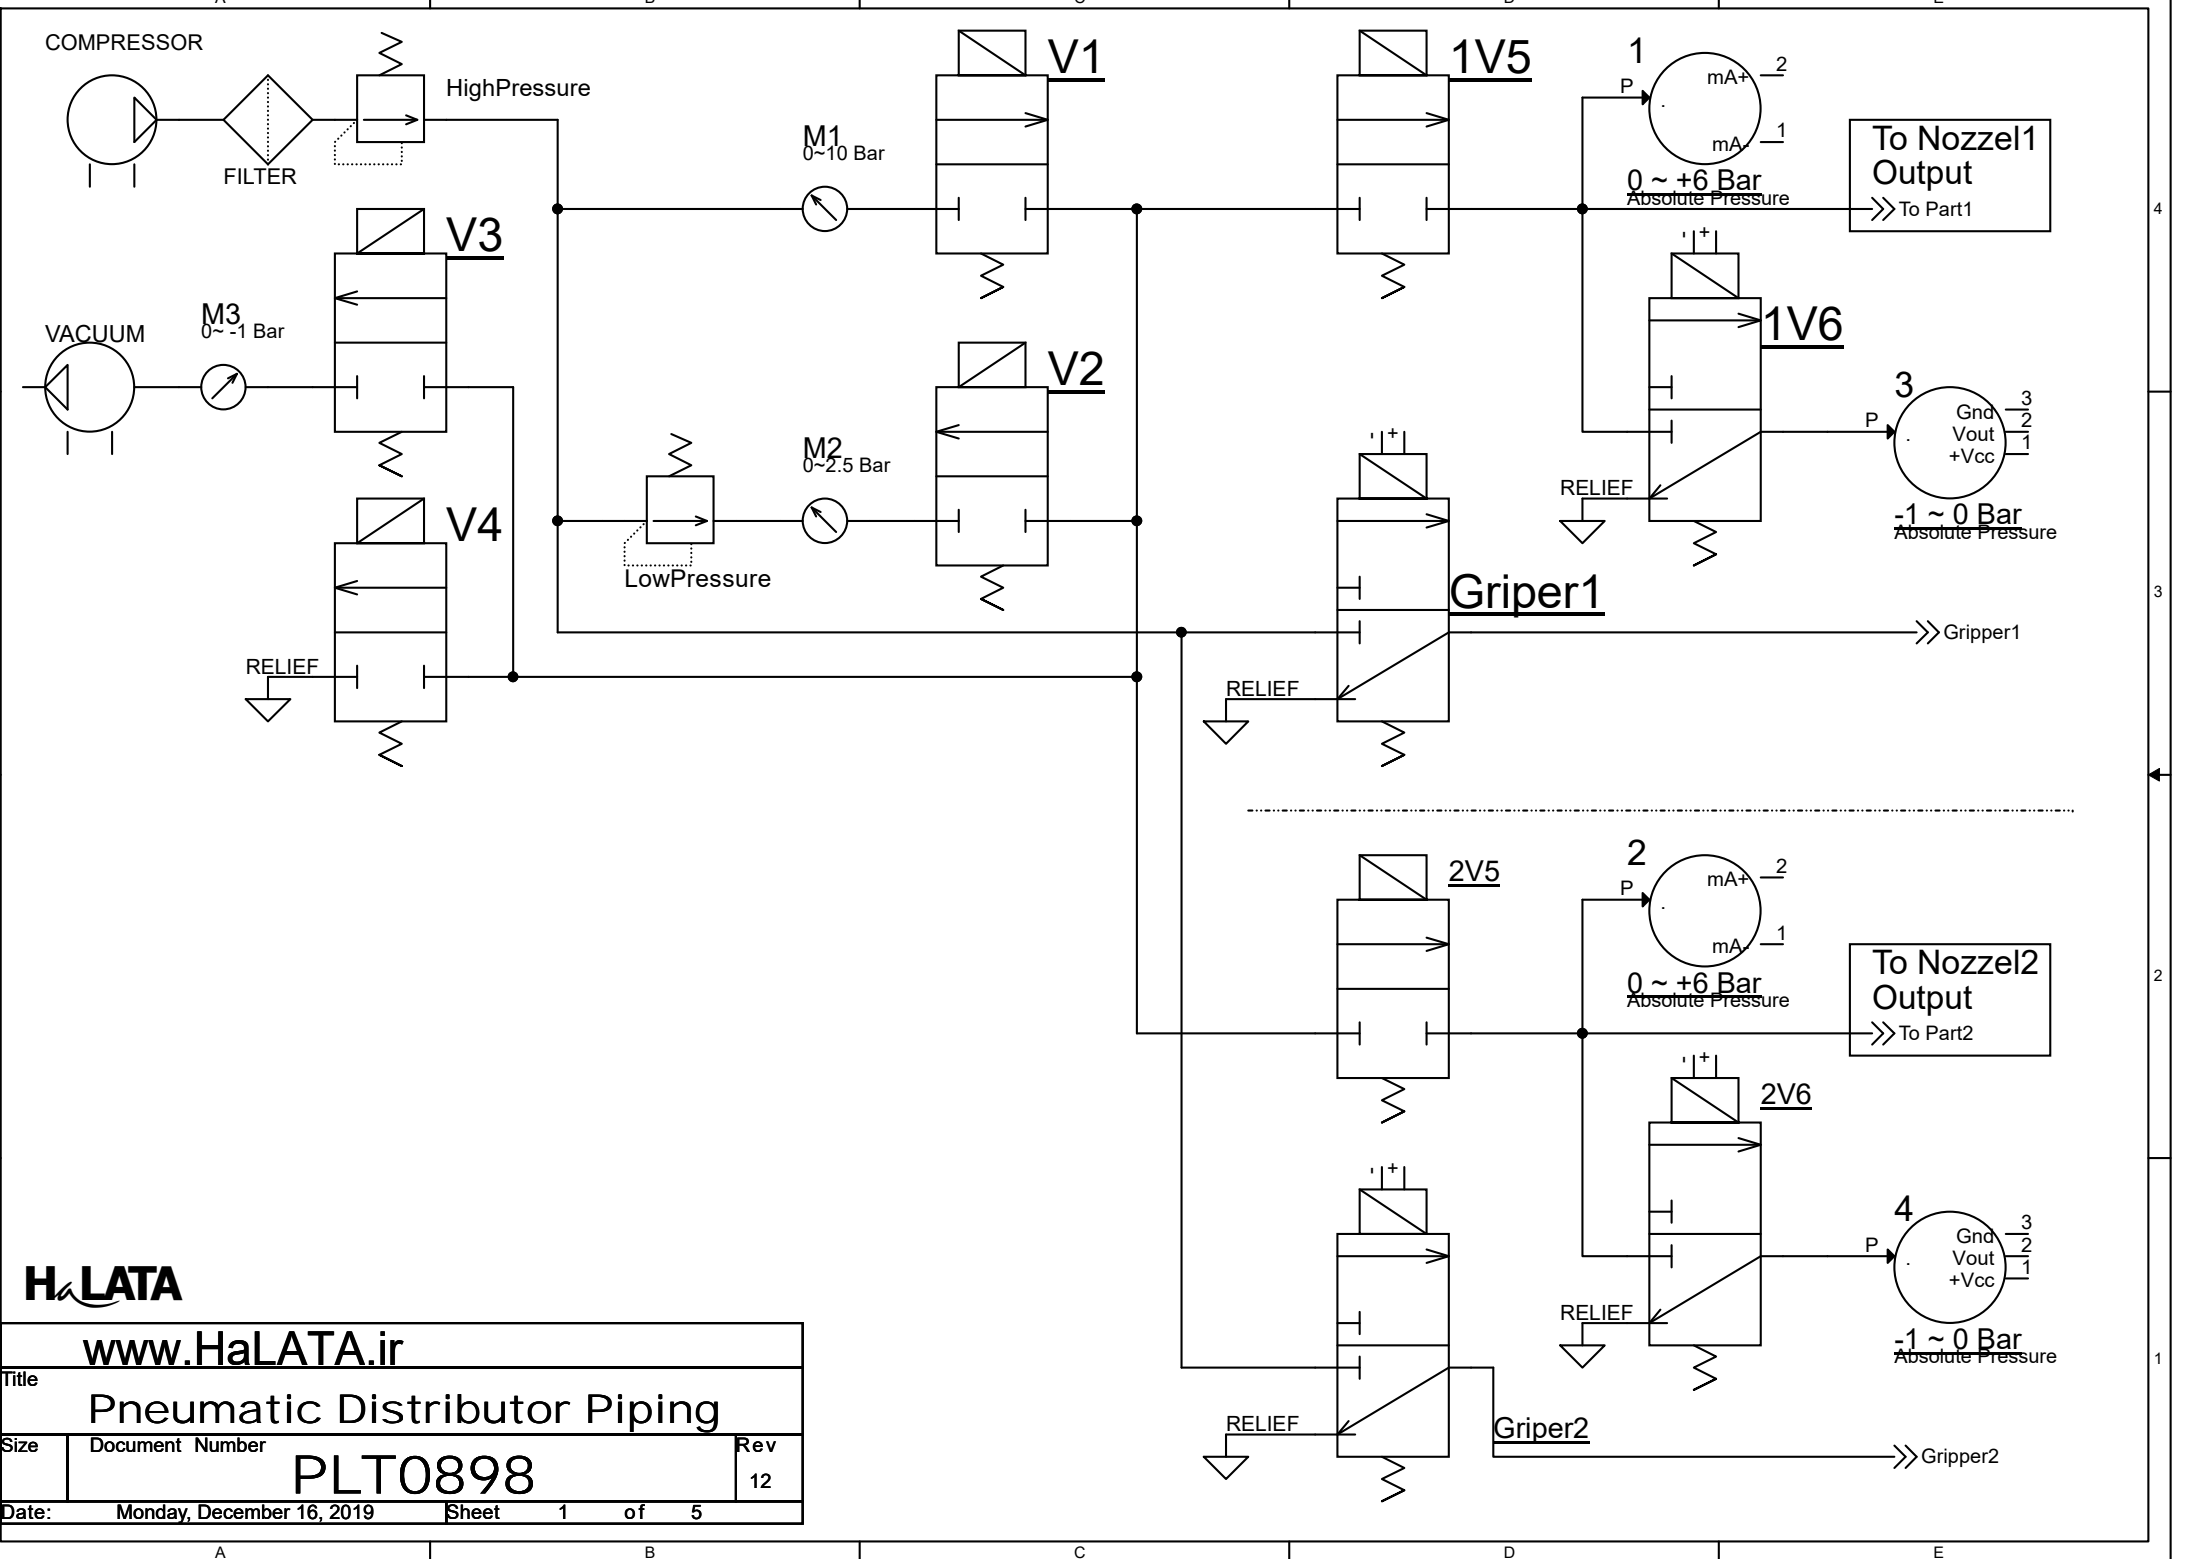 A
B
C
D
E
COMPRESSOR
FILTER
HighPressure
V1
M1
0~10 Bar
1V5
1
P
mA+
2
mA-
1
0 ~ +6 Bar
Absolute Pressure
To Nozzel1
Output
To Part1
4
V3
VACUUM
M3
0~ -1 Bar
V2
M2
0~2.5 Bar
LowPressure
- +
1V6
3
P
Gnd
3
Vout
2
+Vcc
1
-1 ~ 0 Bar
Absolute Pressure
RELIEF
V4
RELIEF
- +
Griper1
Gripper1
RELIEF
3
2V5
2
P
mA+
2
mA-
1
0 ~ +6 Bar
Absolute Pressure
To Nozzel2
Output
To Part2
2
- +
2V6
4
P
Gnd
3
Vout
2
+Vcc
1
-1 ~ 0 Bar
Absolute Pressure
RELIEF
- +
RELIEF
Griper2
Gripper2
1
HaLATA
www.HaLATA.ir
Title
Pneumatic Distributor Piping
Size
Document Number
Rev
PLT0898
12
Date:
Monday, December 16, 2019
Sheet 1 of 5
A
B
C
D
E